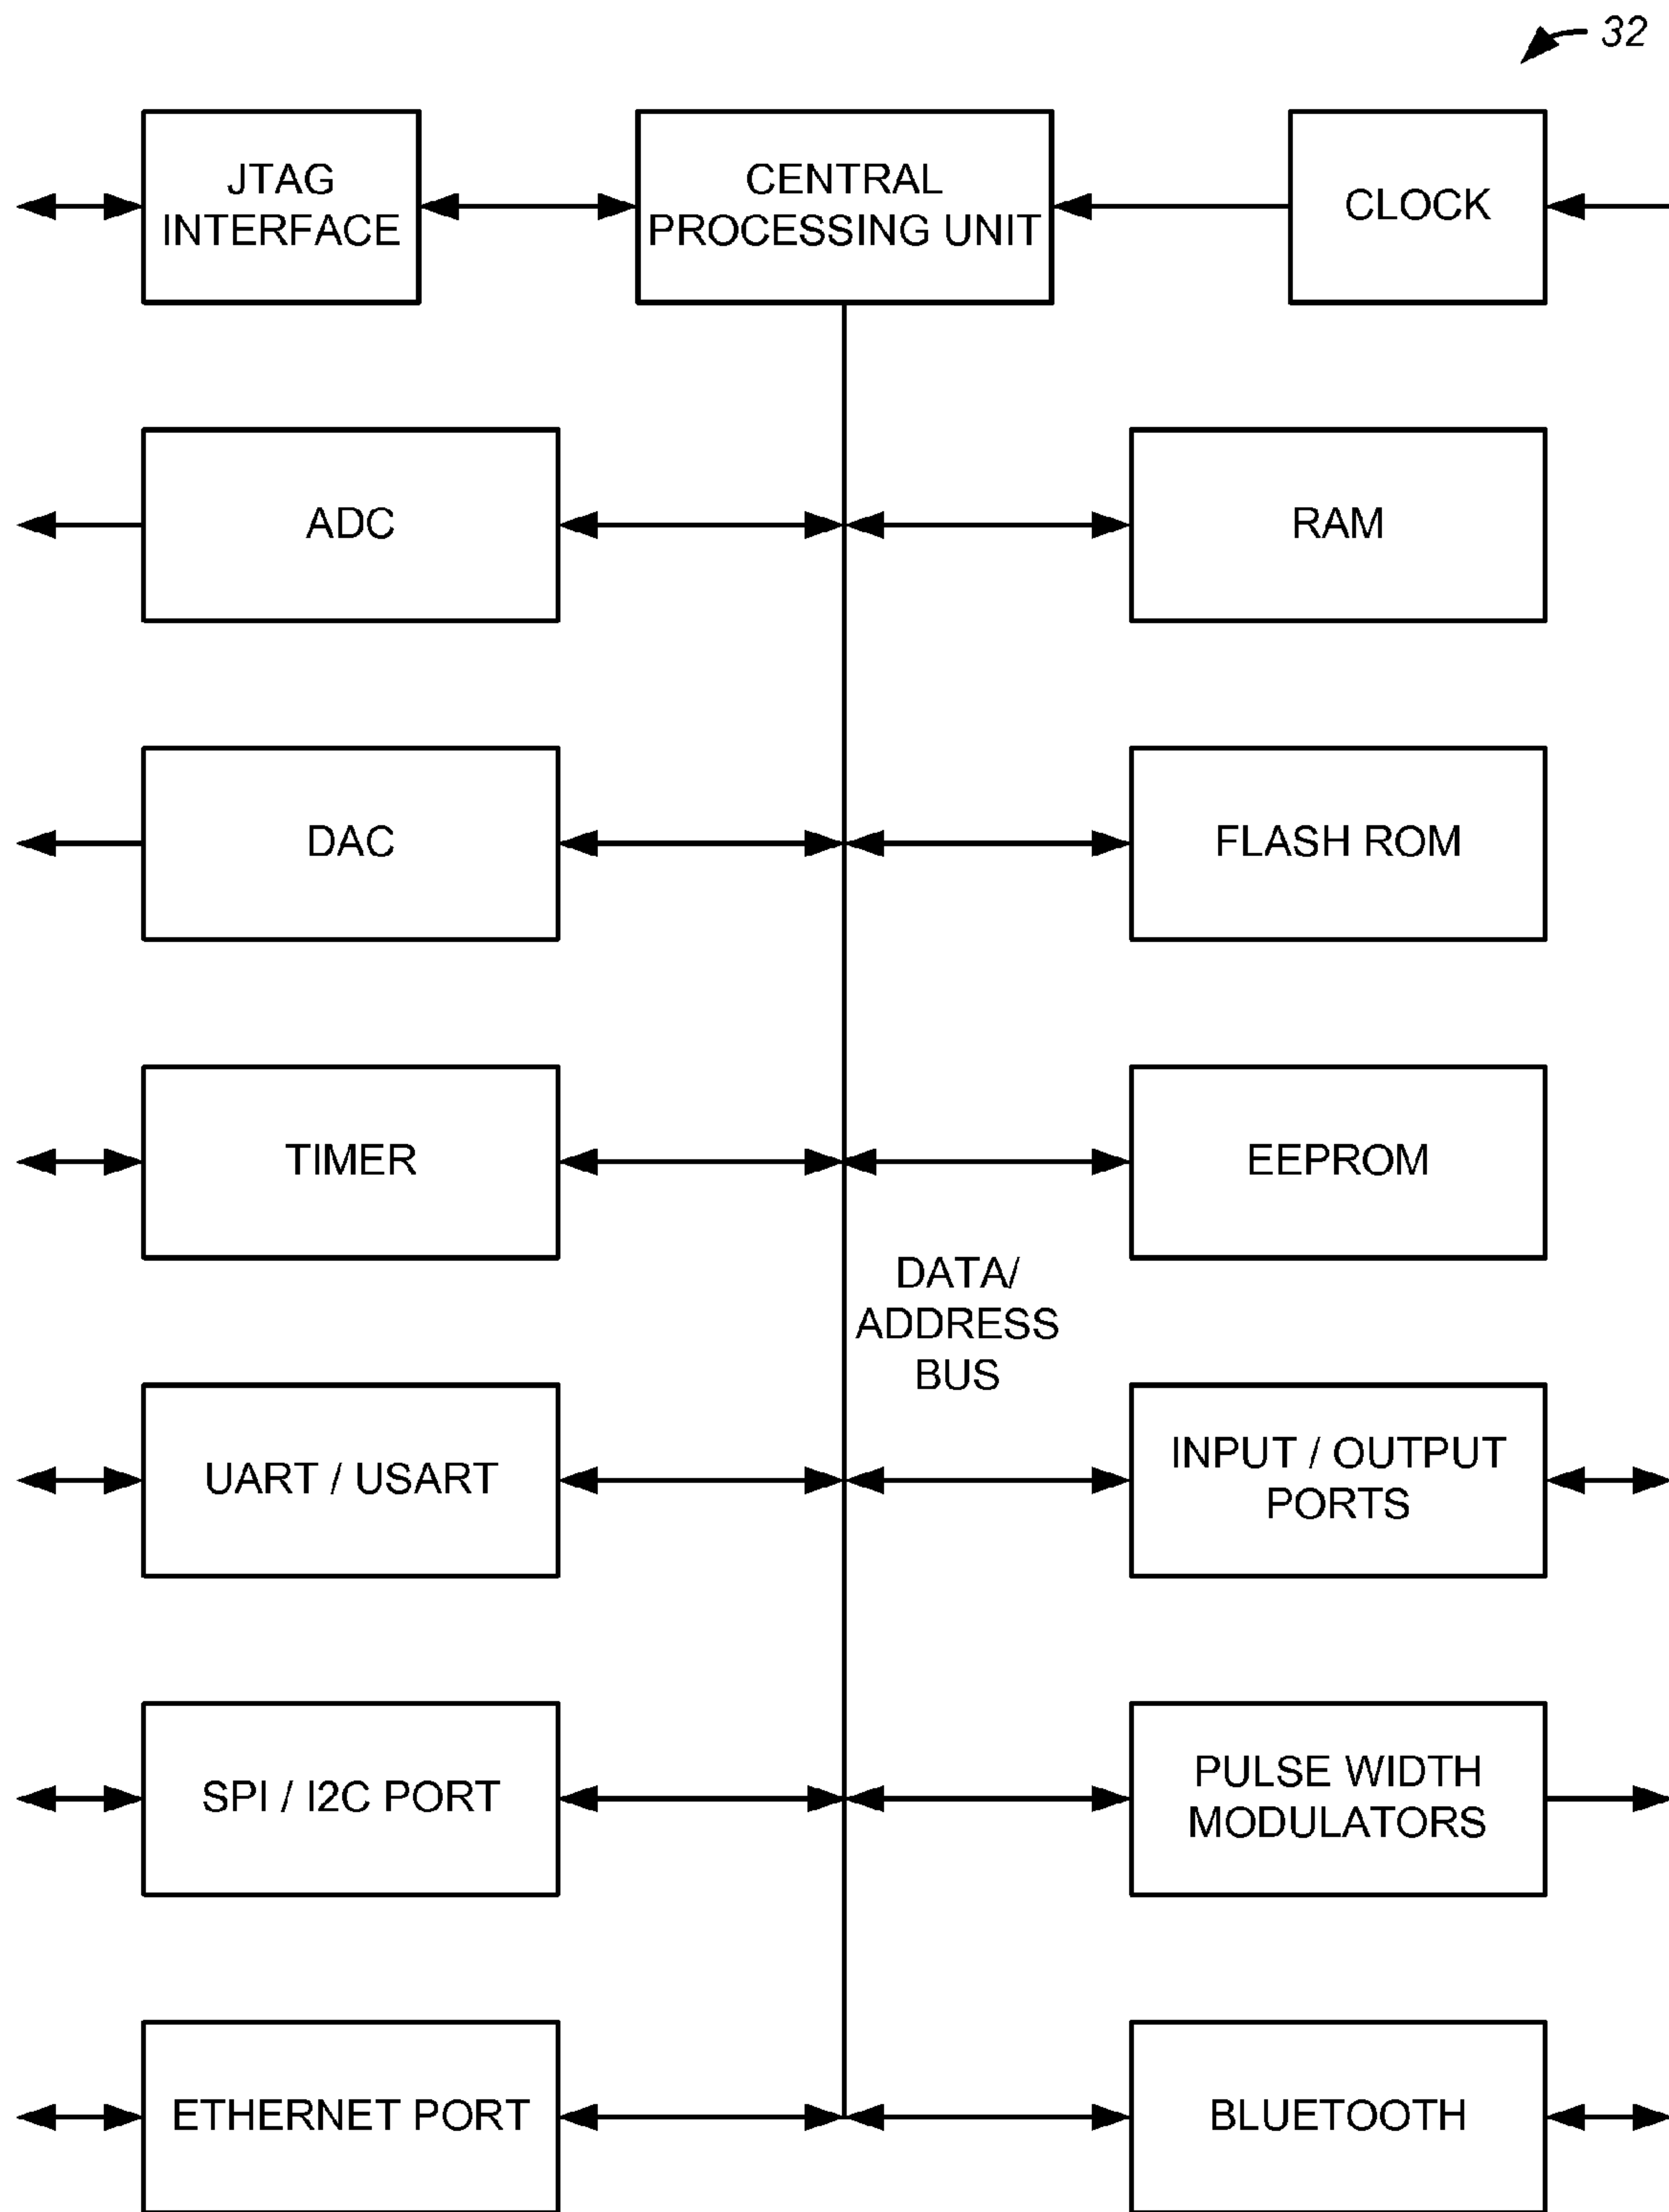 32
JTAG
INTERFACE
CENTRAL
PROCESSING UNIT
CLOCK
ADC
RAM
DAC
FLASH ROM
TIMER
EEPROM
DATA/
ADDRESS
BUS
UART / USART
INPUT / OUTPUT
PORTS
SPI / I2C PORT
PULSE WIDTH
MODULATORS
ETHERNET PORT
BLUETOOTH